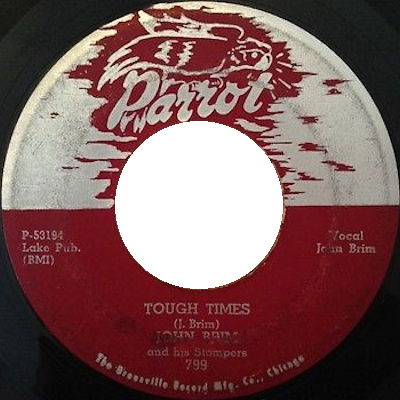 Parrot
P-53194
Lake Pub.
(BMI)
Vocal
John Brim
TOUGH TIMES
(J. Brim)
JOHN BRIM
and his Stompers
799
The Bronzville Record Mfg. Co., Chicago